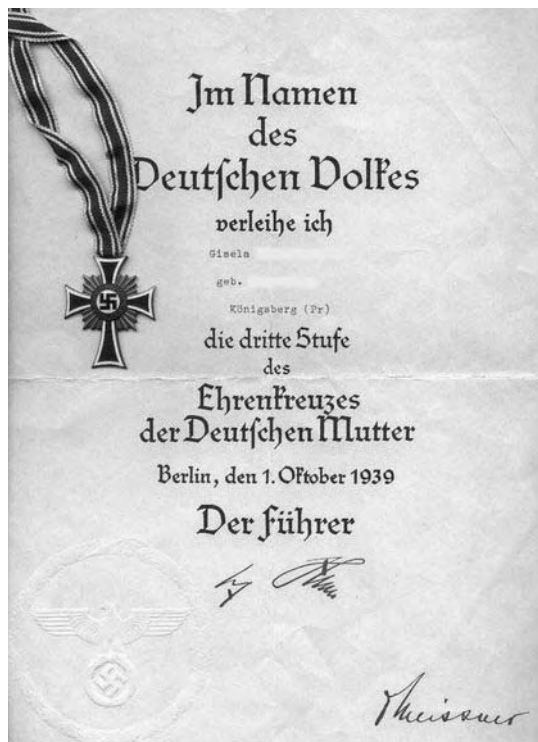 Im Namen
des
Deutschen Volkes
verleihe ich
Gisela
geb.
Königsberg (Pr)
die dritte Stufe
des
Ehrenkreuzes
der Deutschen Mutter
Berlin, den 1. Oktober 1939
Der Führer
Meissner